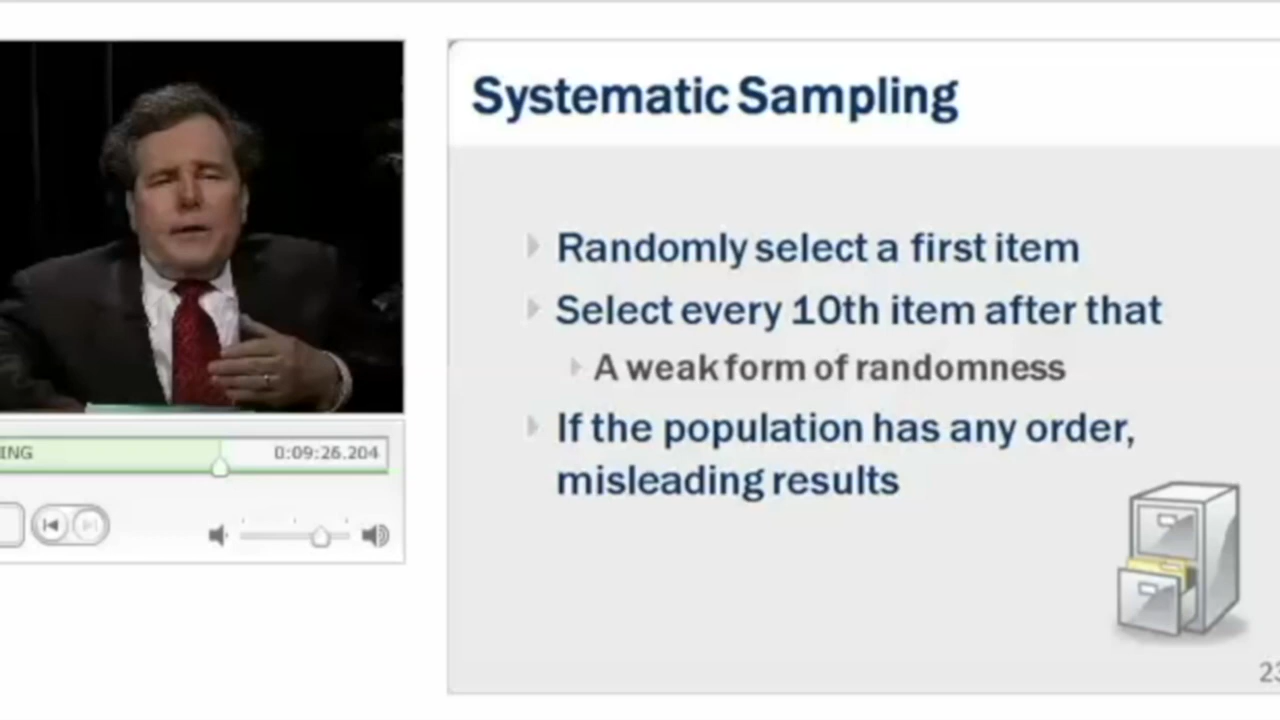 Systematic Sampling
Randomly select a first item
Select every 10th item after that
A weak form of randomness
If the population has any order,
misleading results
ING
0:09:26.204
23